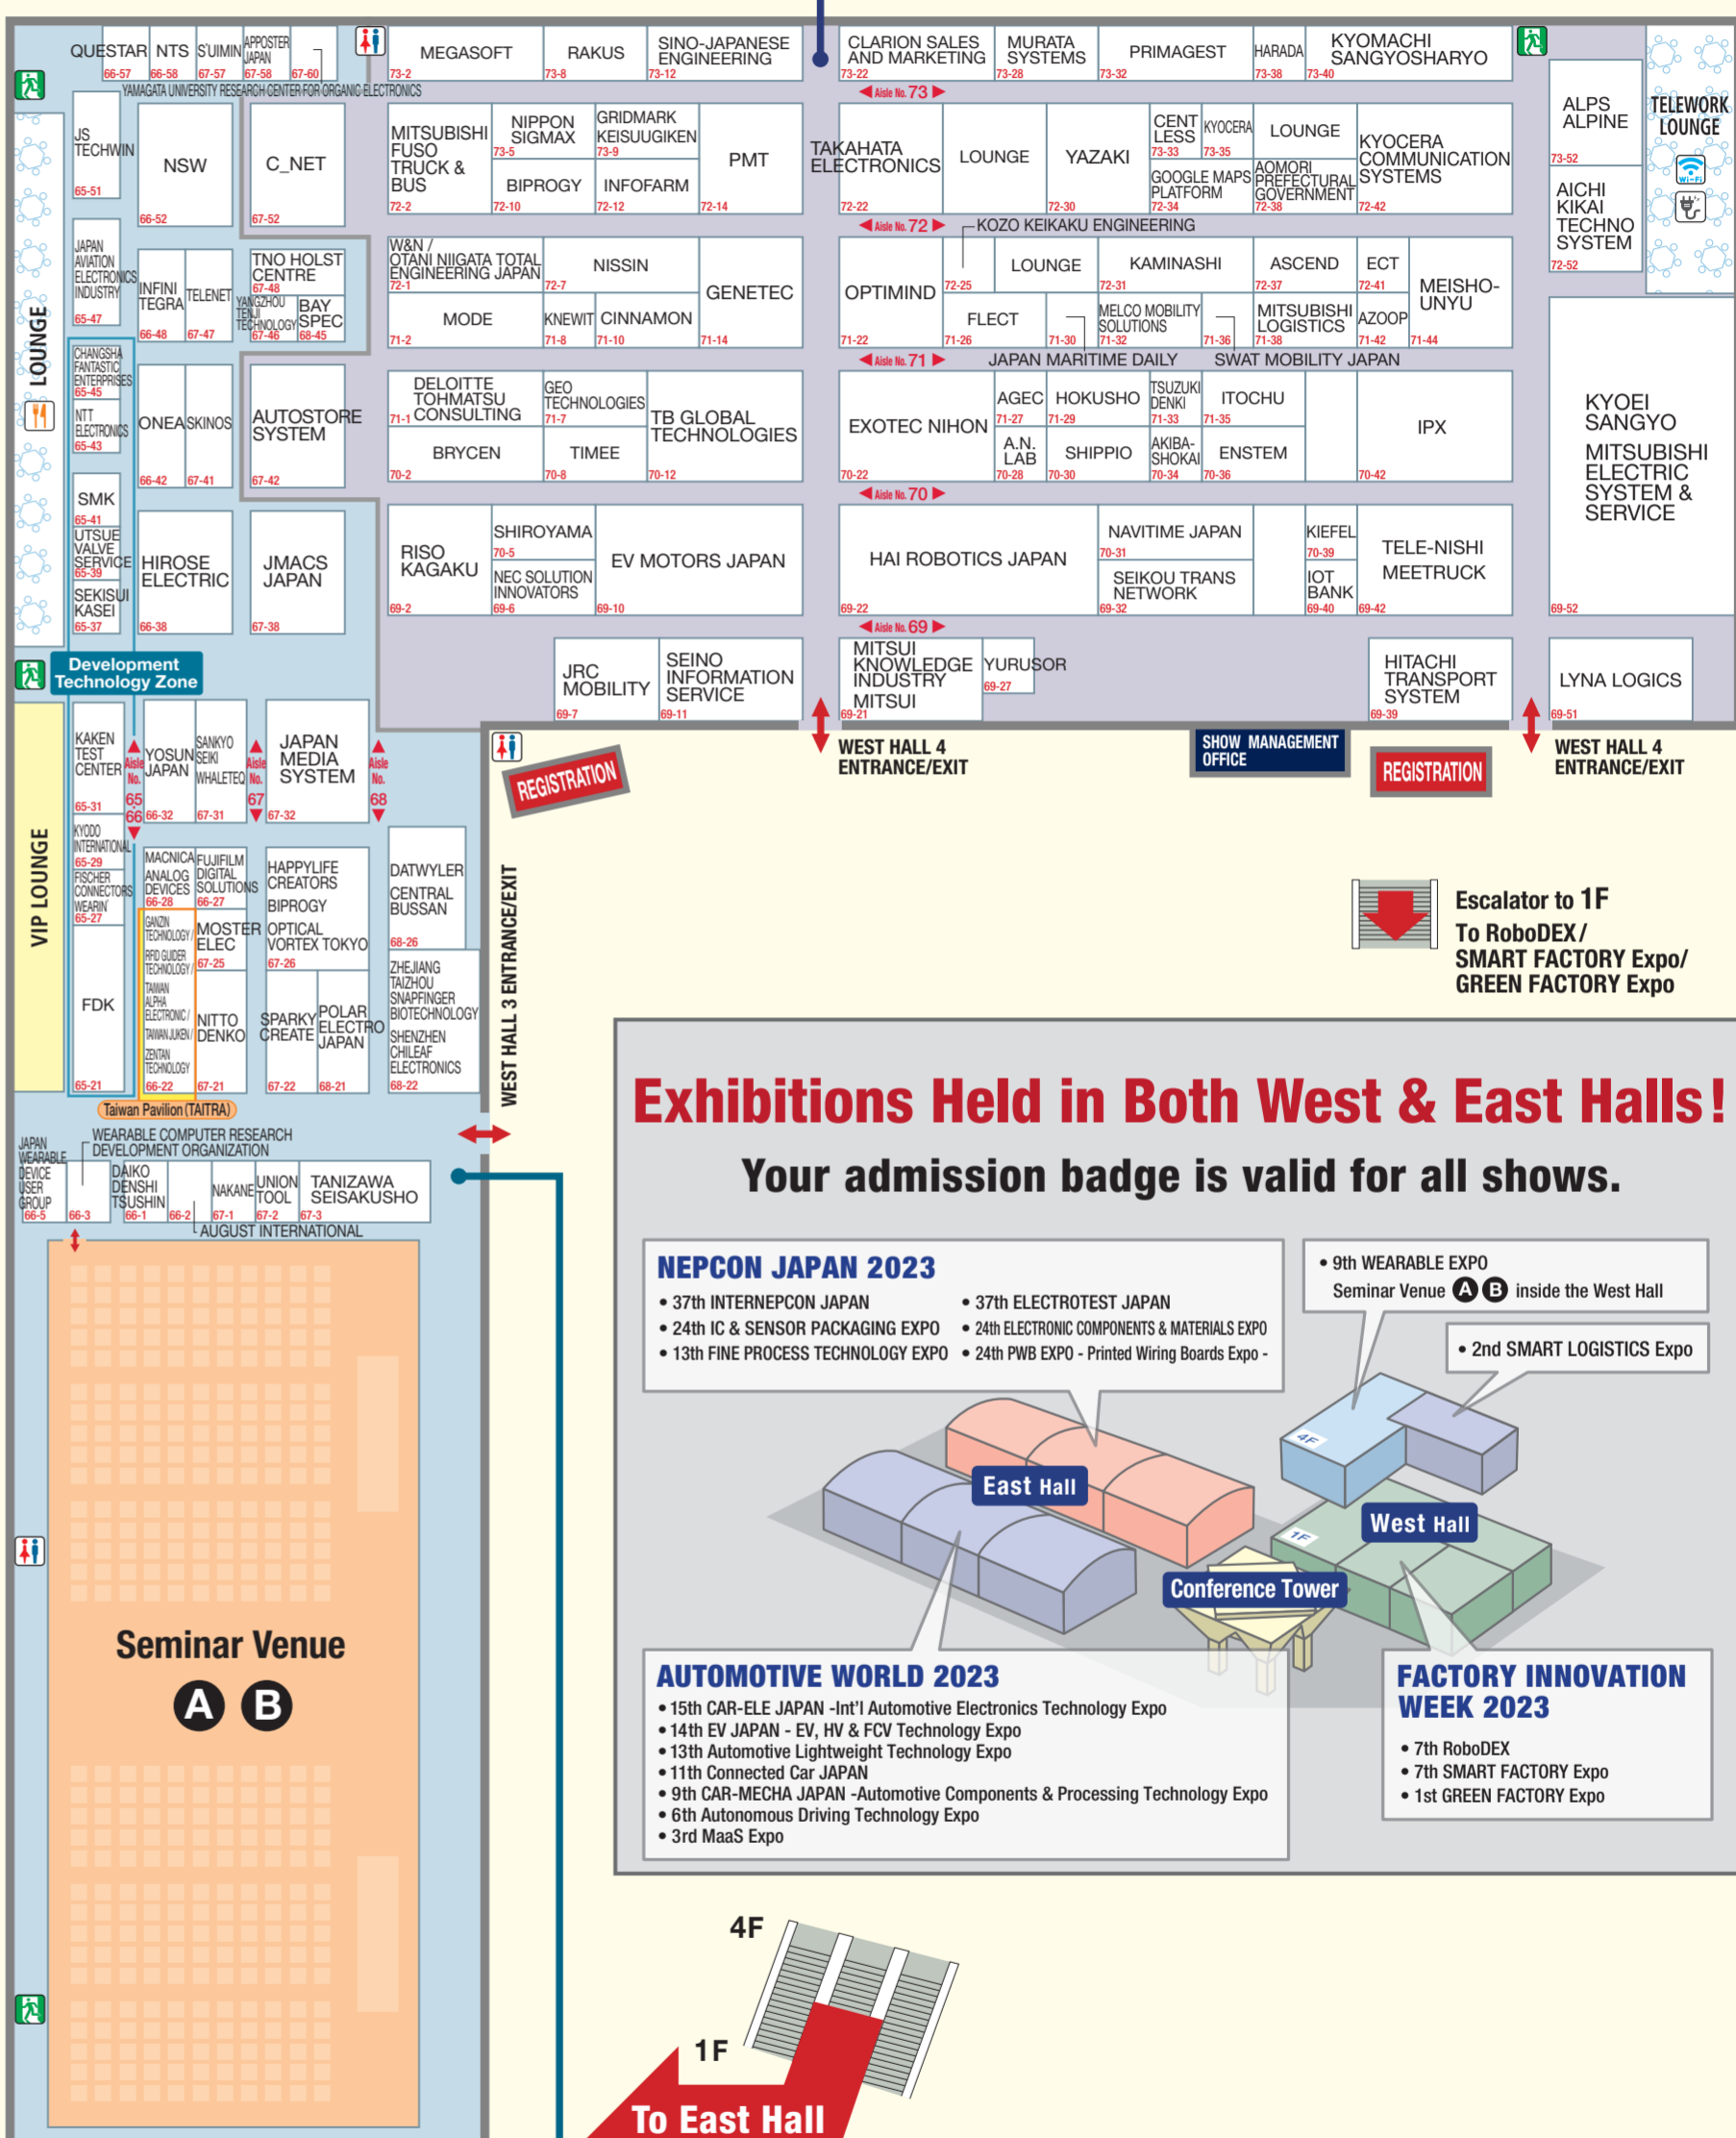 QUESTAR
66-57
NTS
66-58
S'UIMIN
67-57
APPOSTER
JAPAN
67-58
67-60
YAMAGATA UNIVERSITY RESEARCH CENTER FOR ORGANIC ELECTRONICS
MEGASOFT
73-2
RAKUS
73-8
SINO-JAPANESE
ENGINEERING
73-12
CLARION SALES
AND MARKETING
73-22
MURATA
SYSTEMS
73-28
PRIMAGEST
73-32
HARADA
73-38
KYOMACHI
SANGYOSHARYO
73-40
Aisle No. 73
JS
TECHWIN
65-51
NSW
66-52
C_NET
67-52
MITSUBISHI
FUSO
TRUCK &
BUS
72-2
NIPPON
SIGMAX
73-5
GRIDMARK
KEISUUGIKEN
73-9
BIPROGY
72-10
INFOFARM
72-12
PMT
72-14
TAKAHATA
ELECTRONICS
72-22
LOUNGE
YAZAKI
72-30
CENT
LESS
73-33
KYOCERA
73-35
LOUNGE
GOOGLE MAPS
PLATFORM
72-34
AOMORI
PREFECTURAL
GOVERNMENT
72-38
KYOCERA
COMMUNICATION
SYSTEMS
72-42
ALPS
ALPINE
73-52
AICHI
KIKAI
TECHNO
SYSTEM
72-52
TELEWORK
LOUNGE
Wi-Fi
Aisle No. 72
KOZO KEIKAKU ENGINEERING
LOUNGE
JAPAN
AVIATION
ELECTRONICS
INDUSTRY
65-47
INFINI
TEGRA
66-48
TELENET
67-47
TNO HOLST
CENTRE
67-48
YANGZHOU
TENJI
TECHNOLOGY
67-46
BAY
SPEC
68-45
W&N /
OTANI NIIGATA TOTAL
ENGINEERING JAPAN
72-1
NISSIN
72-7
MODE
71-2
KNEWIT
71-8
CINNAMON
71-10
GENETEC
71-14
OPTIMIND
71-22
72-25
LOUNGE
KAMINASHI
72-31
ASCEND
72-37
ECT
72-41
MEISHO-
UNYU
71-44
FLECT
71-26
71-30
MELCO MOBILITY
SOLUTIONS
71-32
71-36
MITSUBISHI
LOGISTICS
71-38
AZOOP
71-42
Aisle No. 71
JAPAN MARITIME DAILY
SWAT MOBILITY JAPAN
CHANGSHA
FANTASTIC
ENTERPRISES
65-45
NTT
ELECTRONICS
65-43
ONEA
66-42
SKINOS
67-41
AUTOSTORE
SYSTEM
67-42
DELOITTE
TOHMATSU
CONSULTING
71-1
GEO
TECHNOLOGIES
71-7
BRYCEN
70-2
TIMEE
70-8
TB GLOBAL
TECHNOLOGIES
70-12
EXOTEC NIHON
70-22
AGEC
71-27
HOKUSHO
71-29
TSUZUKI
DENKI
71-33
ITOCHU
71-35
A.N.
LAB
70-28
SHIPPIO
70-30
AKIBA-
SHOKAI
70-34
ENSTEM
70-36
IPX
70-42
KYOEI
SANGYO
MITSUBISHI
ELECTRIC
SYSTEM &
SERVICE
69-52
Aisle No. 70
SMK
65-41
UTSUE
VALVE
SERVICE
65-39
SEKISUI
KASEI
65-37
HIROSE
ELECTRIC
66-38
JMACS
JAPAN
67-38
RISO
KAGAKU
69-2
SHIROYAMA
70-5
NEC SOLUTION
INNOVATORS
69-6
EV MOTORS JAPAN
69-10
HAI ROBOTICS JAPAN
69-22
NAVITIME JAPAN
70-31
SEIKOU TRANS
NETWORK
69-32
KIEFEL
70-39
IOT
BANK
69-40
TELE-NISHI
MEETRUCK
69-42
Aisle No. 69
Development
Technology Zone
JRC
MOBILITY
69-7
SEINO
INFORMATION
SERVICE
69-11
MITSUI
KNOWLEDGE
INDUSTRY
MITSUI
69-21
YURUSOR
69-27
HITACHI
TRANSPORT
SYSTEM
69-39
LYNA LOGICS
69-51
WEST HALL 4
ENTRANCE/EXIT
SHOW MANAGEMENT
OFFICE
REGISTRATION
WEST HALL 4
ENTRANCE/EXIT
REGISTRATION
VIP LOUNGE
KAKEN
TEST
CENTER
65-31
Aisle
No.
65
66
YOSUN
JAPAN
66-32
SANKYO
SEIKI
WHALETEQ
67-31
Aisle
No.
67
JAPAN
MEDIA
SYSTEM
67-32
Aisle
No.
68
KYODO
INTERNATIONAL
65-29
FISCHER
CONNECTORS
WEARIN'
65-27
FDK
65-21
MACNICA
ANALOG
DEVICES
66-28
FUJIFILM
DIGITAL
SOLUTIONS
66-27
GANZIN
TECHNOLOGY /
RFID GUIDER
TECHNOLOGY /
TAIWAN
ALPHA
ELECTRONIC /
TAIWAN JUKEN /
ZENTAN
TECHNOLOGY
66-22
MOSTER
ELEC
67-25
NITTO
DENKO
67-21
HAPPYLIFE
CREATORS
BIPROGY
OPTICAL
VORTEX TOKYO
67-26
SPARKY
CREATE
67-22
POLAR
ELECTRO
JAPAN
68-21
DATWYLER
CENTRAL
BUSSAN
68-26
ZHEJIANG
TAIZHOU
SNAPFINGER
BIOTECHNOLOGY
SHENZHEN
CHILEAF
ELECTRONICS
68-22
WEST HALL 3 ENTRANCE/EXIT
Taiwan Pavilion (TAITRA)
Escalator to 1F
To RoboDEX/
SMART FACTORY Expo/
GREEN FACTORY Expo
JAPAN
WEARABLE
DEVICE
USER
GROUP
66-5
WEARABLE COMPUTER RESEARCH
DEVELOPMENT ORGANIZATION
66-3
DAIKO
DENSHI
TSUSHIN
66-1
66-2
NAKANE
67-1
UNION
TOOL
67-2
TANIZAWA
SEISAKUSHO
67-3
AUGUST INTERNATIONAL
Seminar Venue
A B
Exhibitions Held in Both West & East Halls!
Your admission badge is valid for all shows.
NEPCON JAPAN 2023
• 37th INTERNEPCON JAPAN
• 24th IC & SENSOR PACKAGING EXPO
• 13th FINE PROCESS TECHNOLOGY EXPO
• 37th ELECTROTEST JAPAN
• 24th ELECTRONIC COMPONENTS & MATERIALS EXPO
• 24th PWB EXPO - Printed Wiring Boards Expo -
• 9th WEARABLE EXPO
Seminar Venue A B inside the West Hall
• 2nd SMART LOGISTICS Expo
4F
East Hall
West Hall
1F
Conference Tower
AUTOMOTIVE WORLD 2023
• 15th CAR-ELE JAPAN -Int'l Automotive Electronics Technology Expo
• 14th EV JAPAN - EV, HV & FCV Technology Expo
• 13th Automotive Lightweight Technology Expo
• 11th Connected Car JAPAN
• 9th CAR-MECHA JAPAN -Automotive Components & Processing Technology Expo
• 6th Autonomous Driving Technology Expo
• 3rd MaaS Expo
FACTORY INNOVATION
WEEK 2023
• 7th RoboDEX
• 7th SMART FACTORY Expo
• 1st GREEN FACTORY Expo
4F
1F
To East Hall